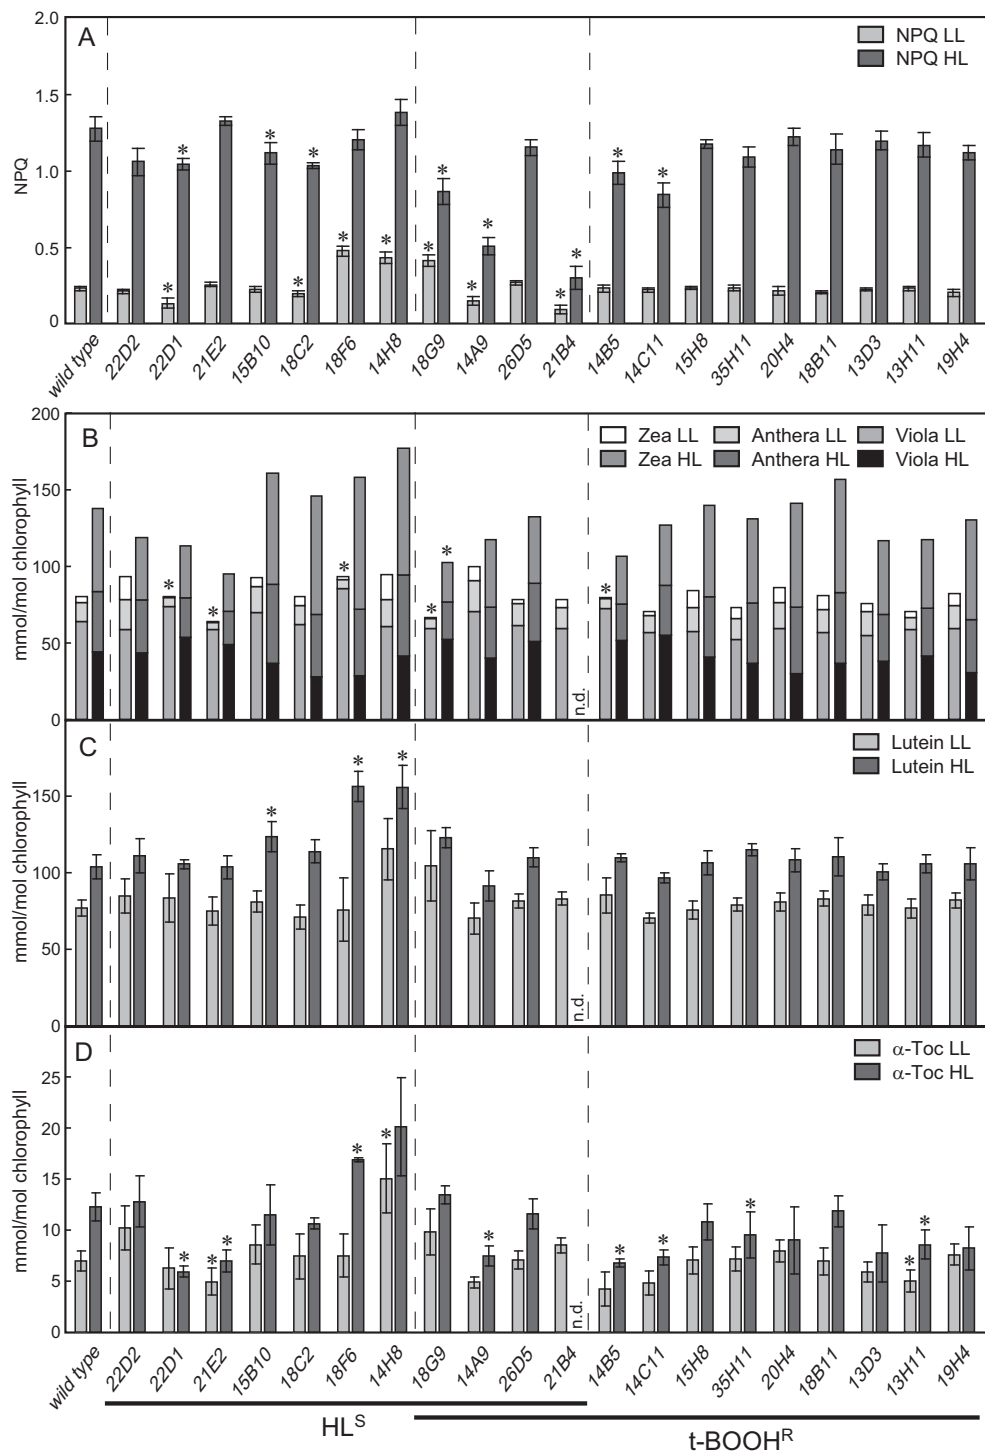 A
NPQ LL
NPQ HL
NPQ
2.0
1.5
1.0
0.5
0
wild type
22D2
22D1
21E2
15B10
18C2
18F6
14H8
18G9
14A9
26D5
21B4
14B5
14C11
15H8
35H11
20H4
18B11
13D3
13H11
19H4
B
Zea LL Anthera LL Viola LL
Zea HL Anthera HL Viola HL
mmol/mol chlorophyll
200
150
100
50
0
n.d.
C
Lutein LL
Lutein HL
mmol/mol chlorophyll
150
100
50
0
n.d.
D
α-Toc LL
α-Toc HL
mmol/mol chlorophyll
25
20
15
10
5
0
n.d.
wild type
22D2
22D1
21E2
15B10
18C2
18F6
14H8
18G9
14A9
26D5
21B4
14B5
14C11
15H8
35H11
20H4
18B11
13D3
13H11
19H4
HL^S
t-BOOH^R